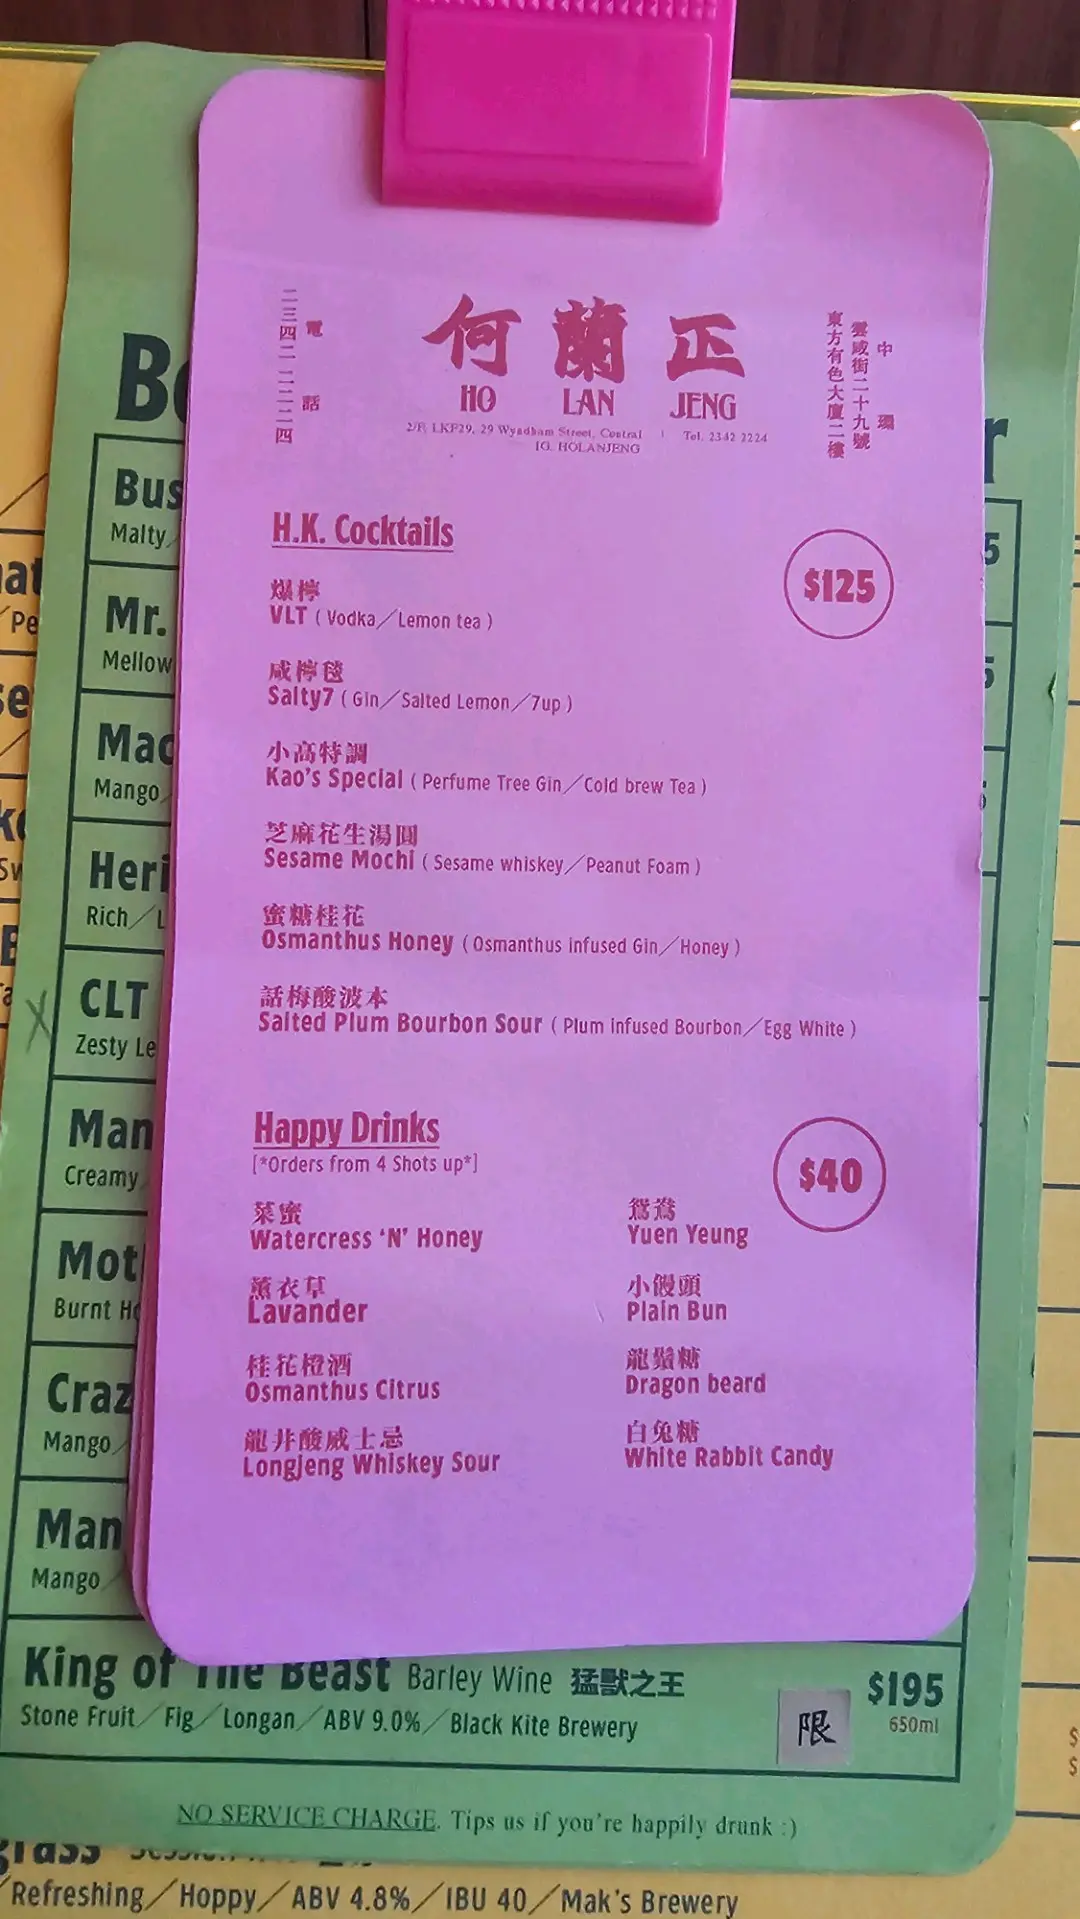 電話
二三四二 二二二四
何蘭正
HO LAN JENG
中環
雲咸街二十九號
東方有色大廈二樓
2/F, LKF29, 29 Wyndham Street, Central | Tel. 2342 2224
IG. HOLANJENG
H.K. Cocktails
$125
爆檸
VLT ( Vodka／Lemon tea )
咸檸毯
Salty7 ( Gin／Salted Lemon／7up )
小高特調
Kao's Special ( Perfume Tree Gin／Cold brew Tea )
芝麻花生湯圓
Sesame Mochi ( Sesame whiskey／Peanut Foam )
蜜糖桂花
Osmanthus Honey ( Osmanthus infused Gin／Honey )
話梅酸波本
Salted Plum Bourbon Sour ( Plum infused Bourbon／Egg White )
Happy Drinks
[*Orders from 4 Shots up*]
$40
菜蜜
Watercress ‘N’ Honey
薰衣草
Lavander
桂花橙酒
Osmanthus Citrus
龍井酸威士忌
Longjeng Whiskey Sour
鴛鴦
Yuen Yeung
小饅頭
Plain Bun
龍鬚糖
Dragon beard
白兔糖
White Rabbit Candy
Bus
Malty／
Mr.
Mellow
Mango
Heri
Rich／L
CLT
Zesty Le
Man
Creamy
Mot
Burnt H
Craz
Mango
Man
Mango
King of The Beast Barley Wine 猛獸之王 $195
Stone Fruit／Fig／Longan／ABV 9.0%／Black Kite Brewery 限 650ml
NO SERVICE CHARGE. Tips us if you're happily drunk :)
Refreshing／Hoppy／ABV 4.8%／IBU 40／Mak's Brewery